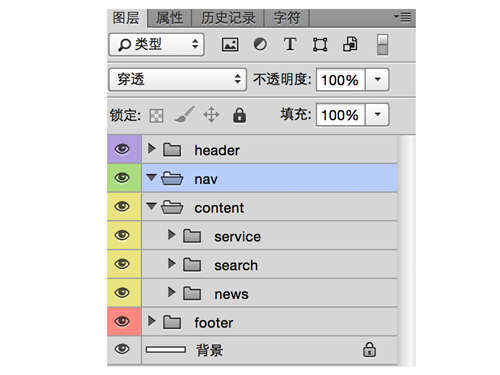 图层 属性 历史记录 字符
类型 T
穿透 不透明度: 100%
锁定: 填充: 100%
header
nav
content
service
search
news
footer
背景